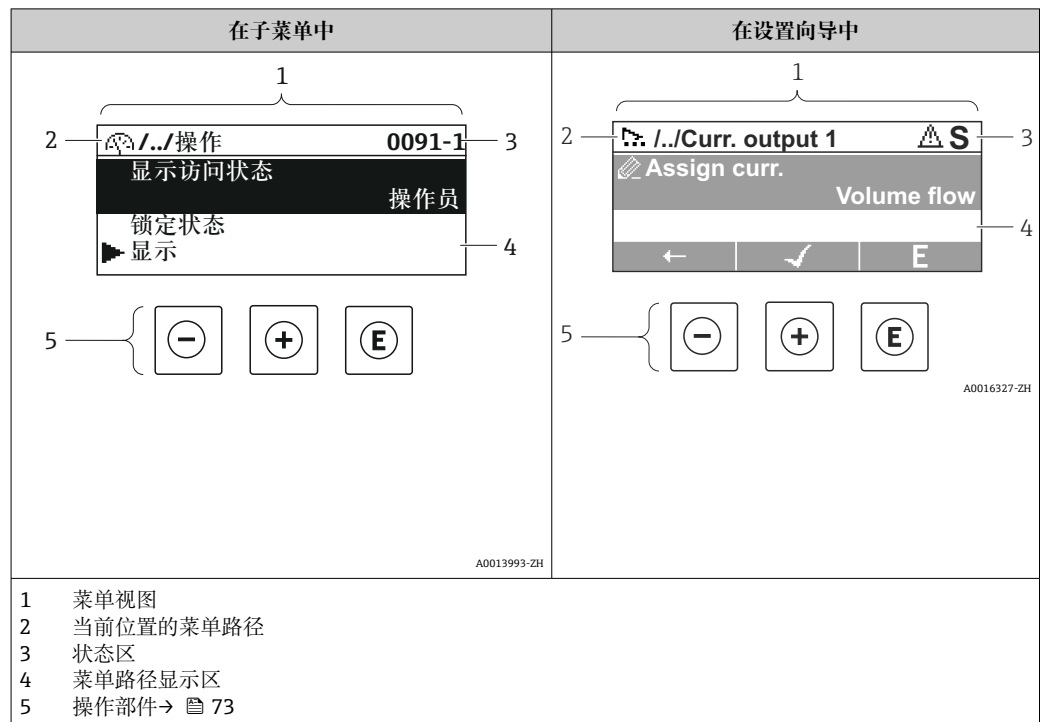 在子菜单中
在设置向导中
1
2
/../操作 0091-1
3
显示访问状态
操作员
锁定状态
显示
4
5
- + E
A0013993-ZH
1
2
/../Curr. output 1 S
3
Assign curr.
Volume flow
4
← ✓ E
5
- + E
A0016327-ZH
1 菜单视图
2 当前位置的菜单路径
3 状态区
4 菜单路径显示区
5 操作部件→ 73